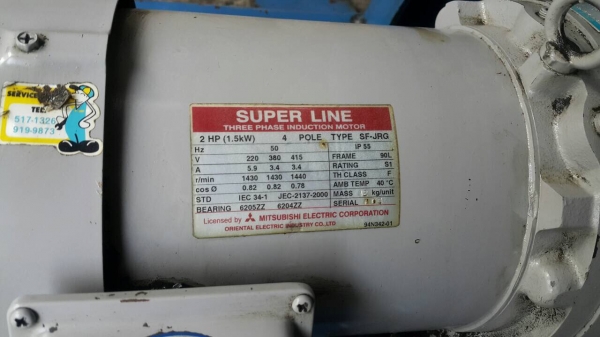 SERVICE
TEL.
517-1326
919-9873
SUPER LINE
THREE PHASE INDUCTION MOTOR
2 HP (1.5kW) 4 POLE TYPE SF-JRG
Hz 50 IP 55
V 220 380 415 FRAME 90L
A 5.9 3.4 3.4 RATING S1
r/min 1430 1430 1440 TH CLASS F
cos Ø 0.82 0.82 0.78 AMB TEMP 40 °C
STD IEC 34-1 JEC-2137-2000 MASS kg/unit
BEARING 6205ZZ 6204ZZ SERIAL
Licensed by MITSUBISHI ELECTRIC CORPORATION
ORIENTAL ELECTRIC INDUSTRY CO.,LTD 94N342-01